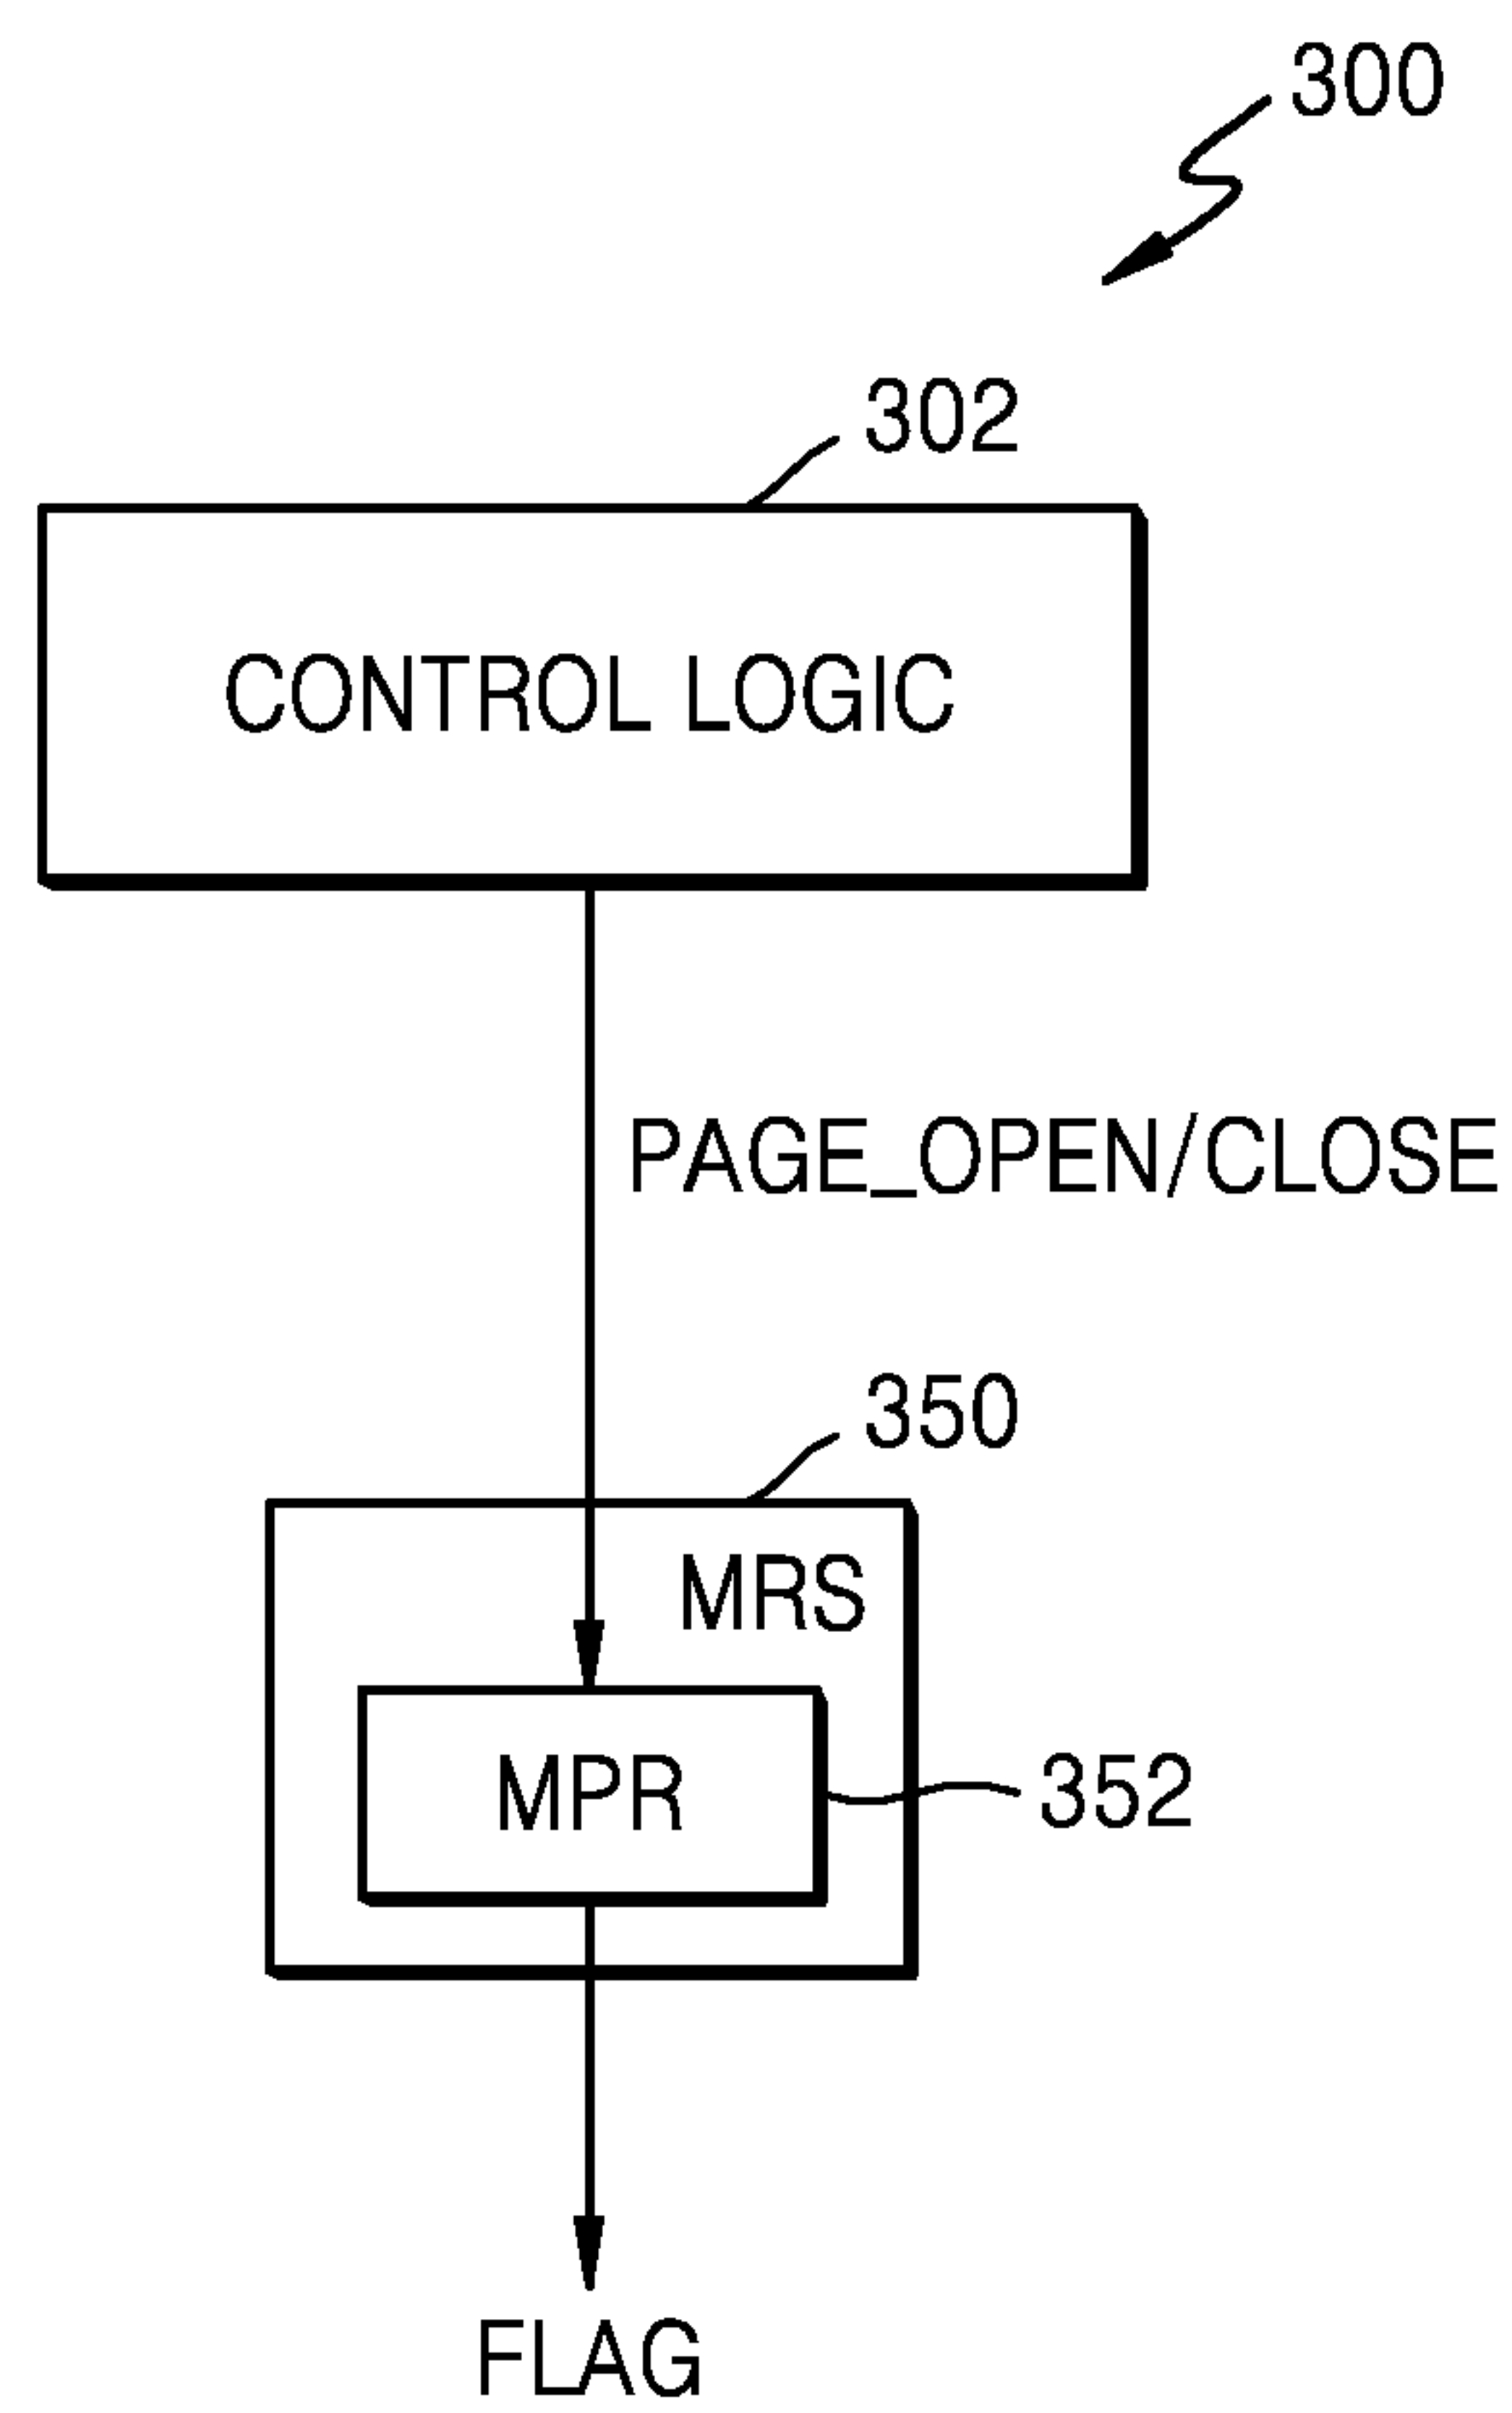 300
302
CONTROL LOGIC
PAGE_OPEN/CLOSE
350
MRS
MPR
352
FLAG